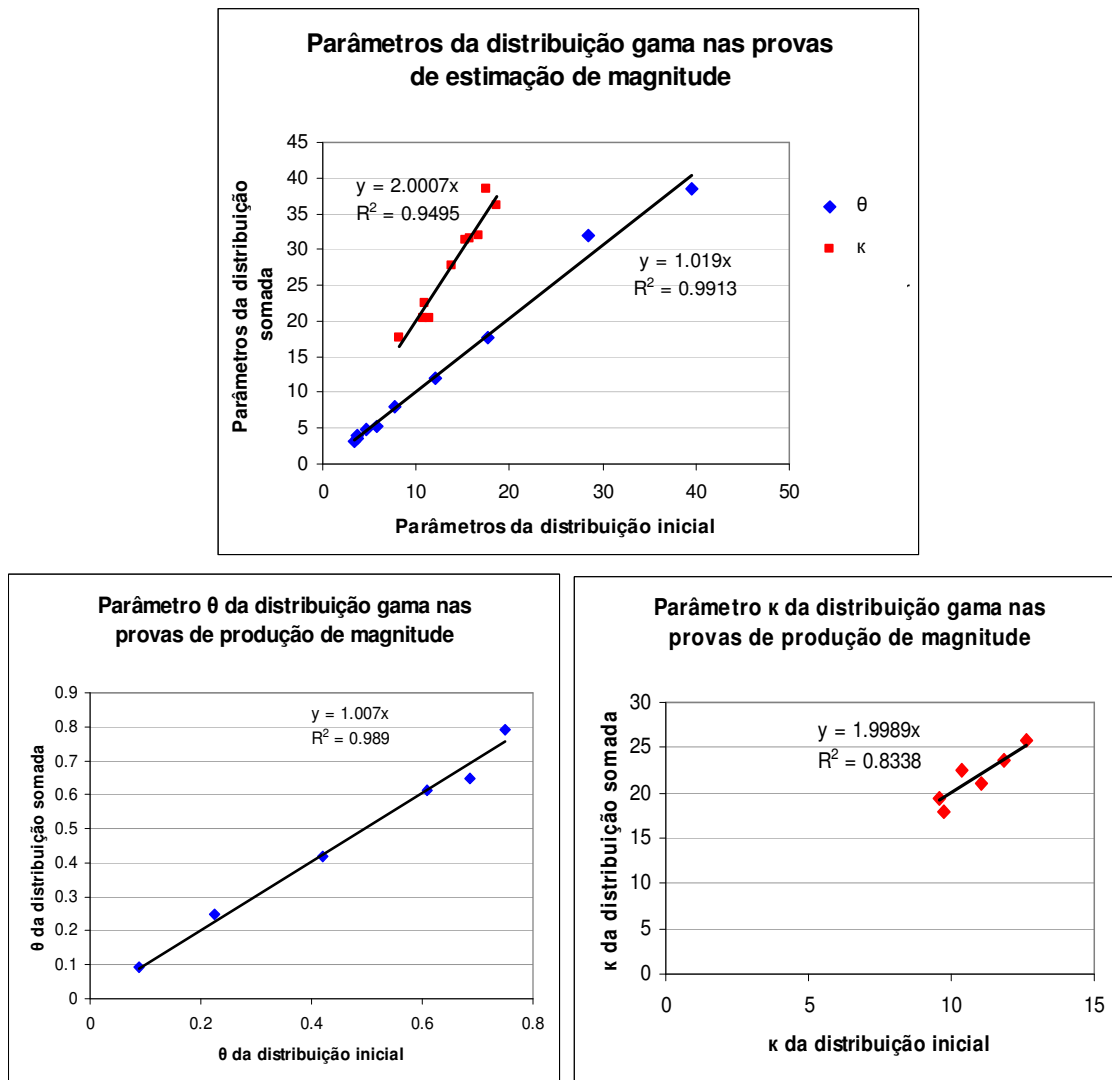 Parâmetros da distribuição gama nas provas
de estimação de magnitude
Parâmetros da distribuição
somada
45
40
35
30
25
20
15
10
5
0
y = 2.0007x
R² = 0.9495
y = 1.019x
R² = 0.9913
θ
κ
0 10 20 30 40 50
Parâmetros da distribuição inicial
Parâmetro θ da distribuição gama nas
provas de produção de magnitude
θ da distribuição somada
0.9
0.8
0.7
0.6
0.5
0.4
0.3
0.2
0.1
0
y = 1.007x
R² = 0.989
0 0.2 0.4 0.6 0.8
θ da distribuição inicial
Parâmetro κ da distribuição gama nas
provas de produção de magnitude
κ da distribuição somada
30
25
20
15
10
5
0
y = 1.9989x
R² = 0.8338
0 5 10 15
κ da distribuição inicial